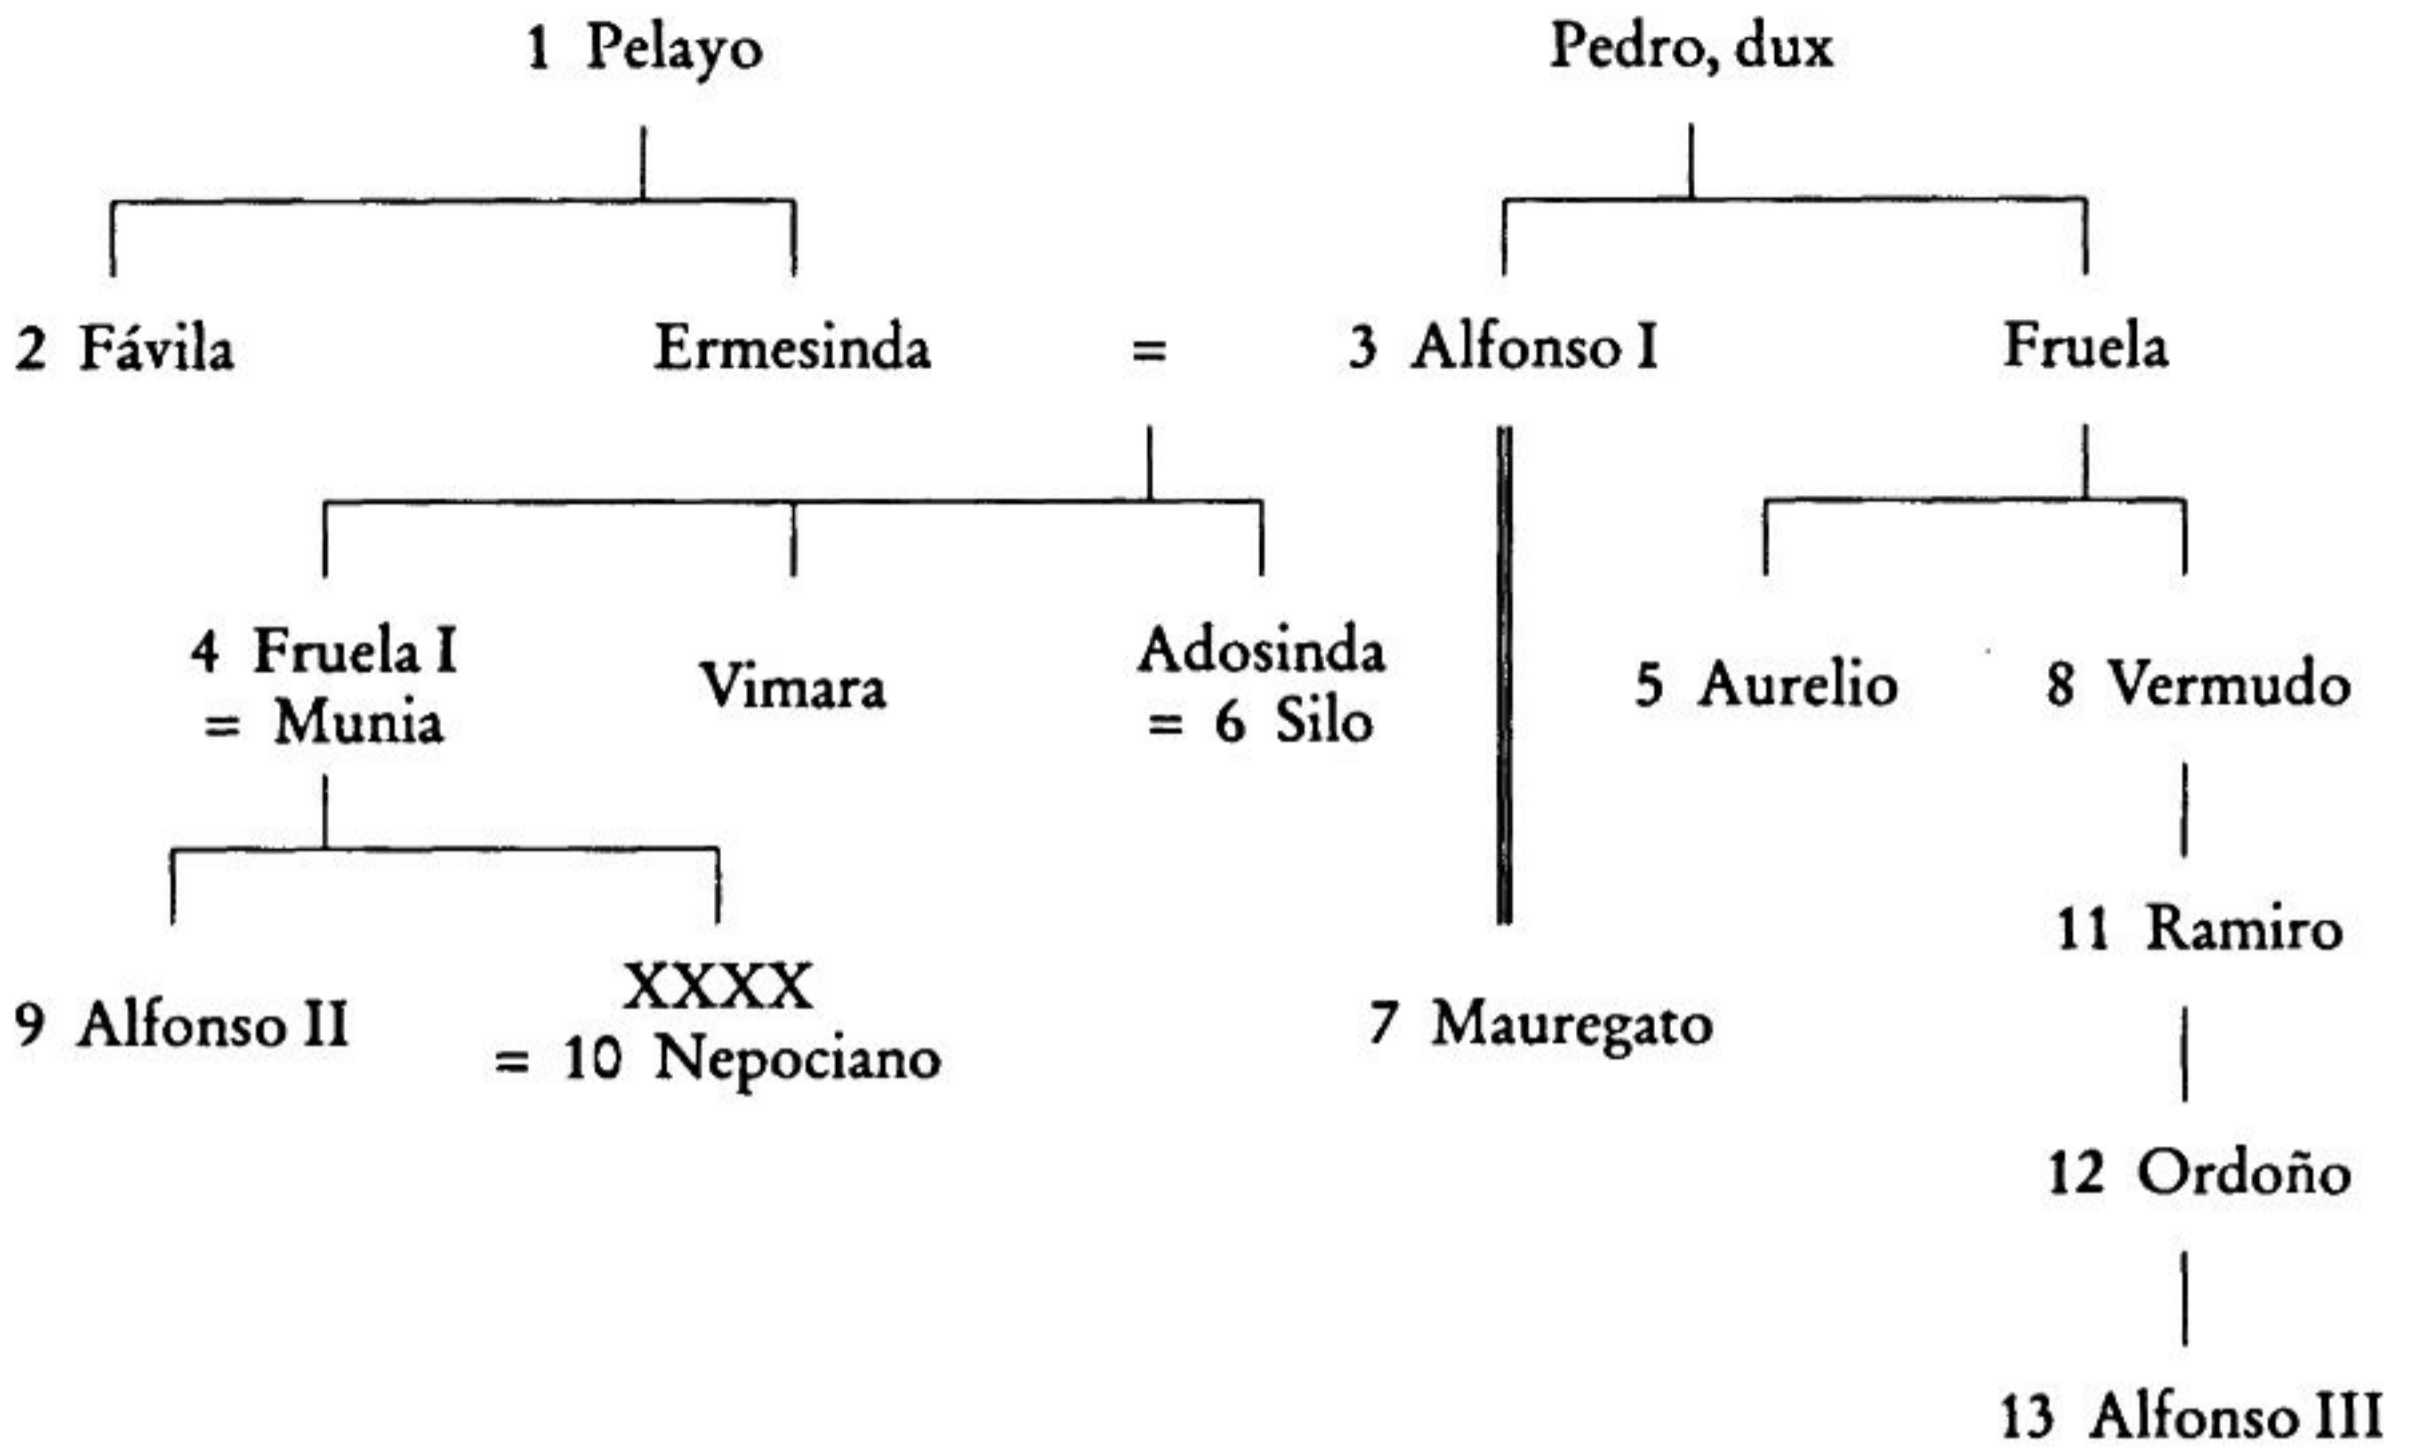 1 Pelayo
Pedro, dux
2 Fávila
Ermesinda
=
3 Alfonso I
Fruela
4 Fruela I
= Munia
Vimara
Adosinda
= 6 Silo
5 Aurelio
8 Vermudo
11 Ramiro
9 Alfonso II
XXXX
= 10 Nepociano
7 Mauregato
12 Ordoño
13 Alfonso III